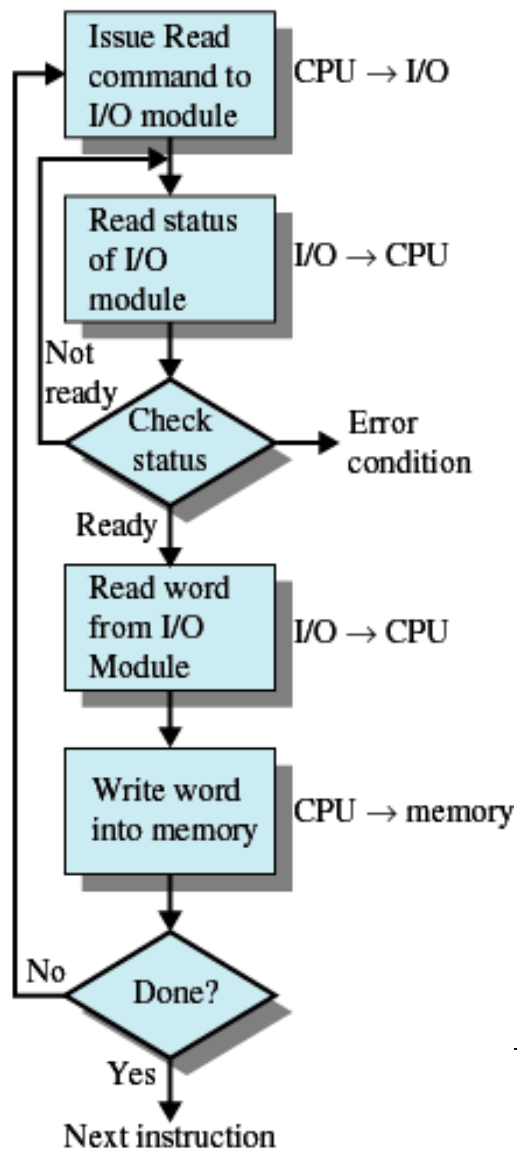 Issue Read
command to
I/O module
CPU → I/O
Read status
of I/O
module
I/O → CPU
Not
ready
Check
status
Error
condition
Ready
Read word
from I/O
Module
I/O → CPU
Write word
into memory
CPU → memory
No
Done?
Yes
Next instruction